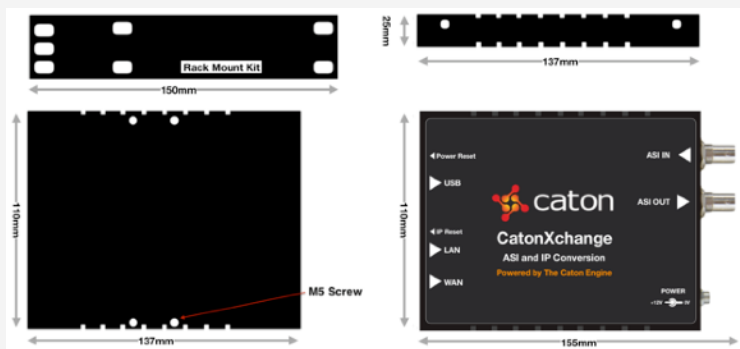 Rack Mount Kit
150mm
25mm
137mm
110mm
M5 Screw
137mm
110mm
Power Reset
USB
IP Reset
LAN
WAN
caton
CatonXchange
ASI and IP Conversion
Powered by The Caton Engine
ASI IN
ASI OUT
POWER
155mm